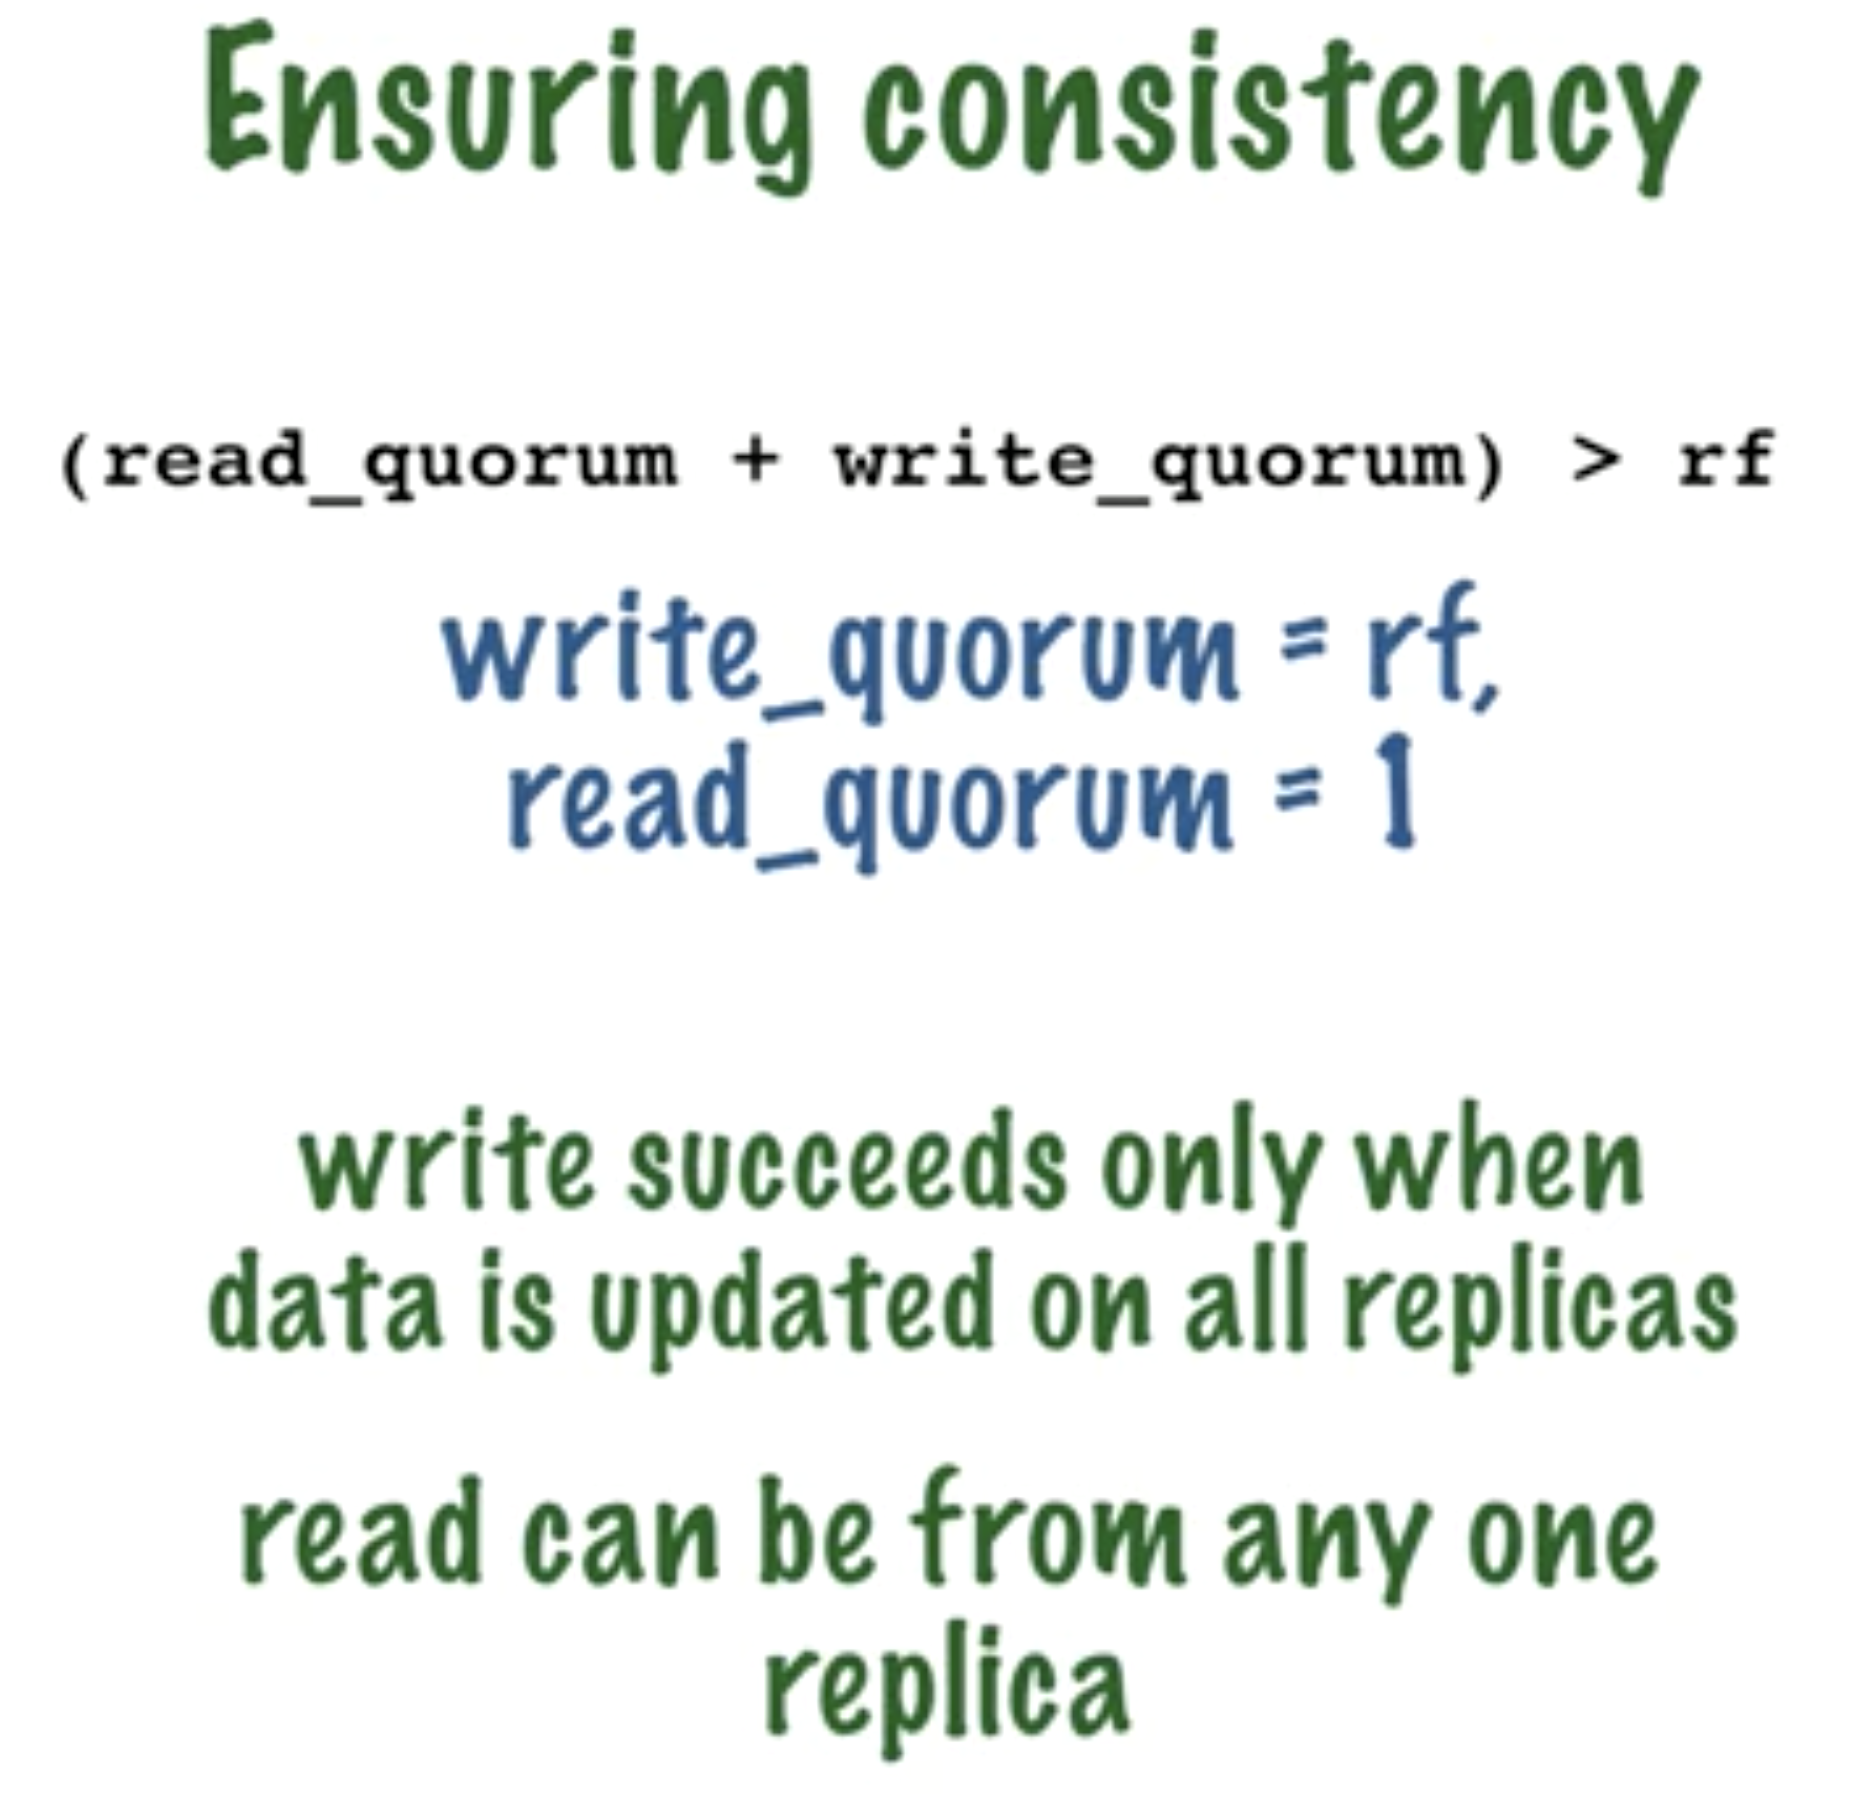 Ensuring consistency
(read_quorum + write_quorum) > rf
write_quorum = rf,
read_quorum = 1
write succeeds only when
data is updated on all replicas
read can be from any one
replica